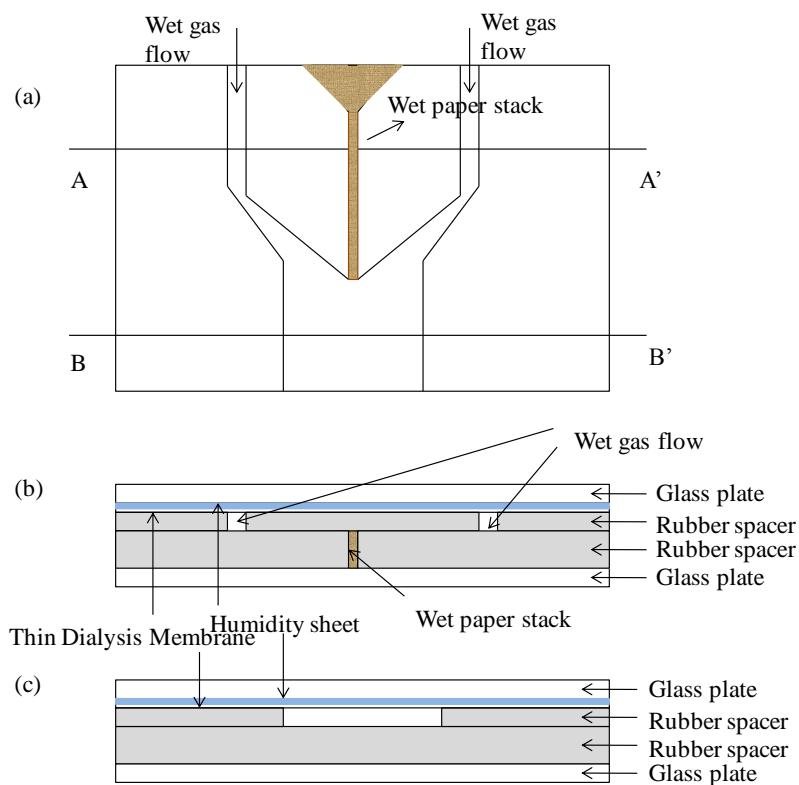 Wet gas
flow
Wet gas
flow
(a)
Wet paper stack
A
A’
B
B’
(b)
Wet gas flow
Glass plate
Rubber spacer
Rubber spacer
Glass plate
Thin Dialysis Membrane
Humidity sheet
Wet paper stack
(c)
Glass plate
Rubber spacer
Rubber spacer
Glass plate